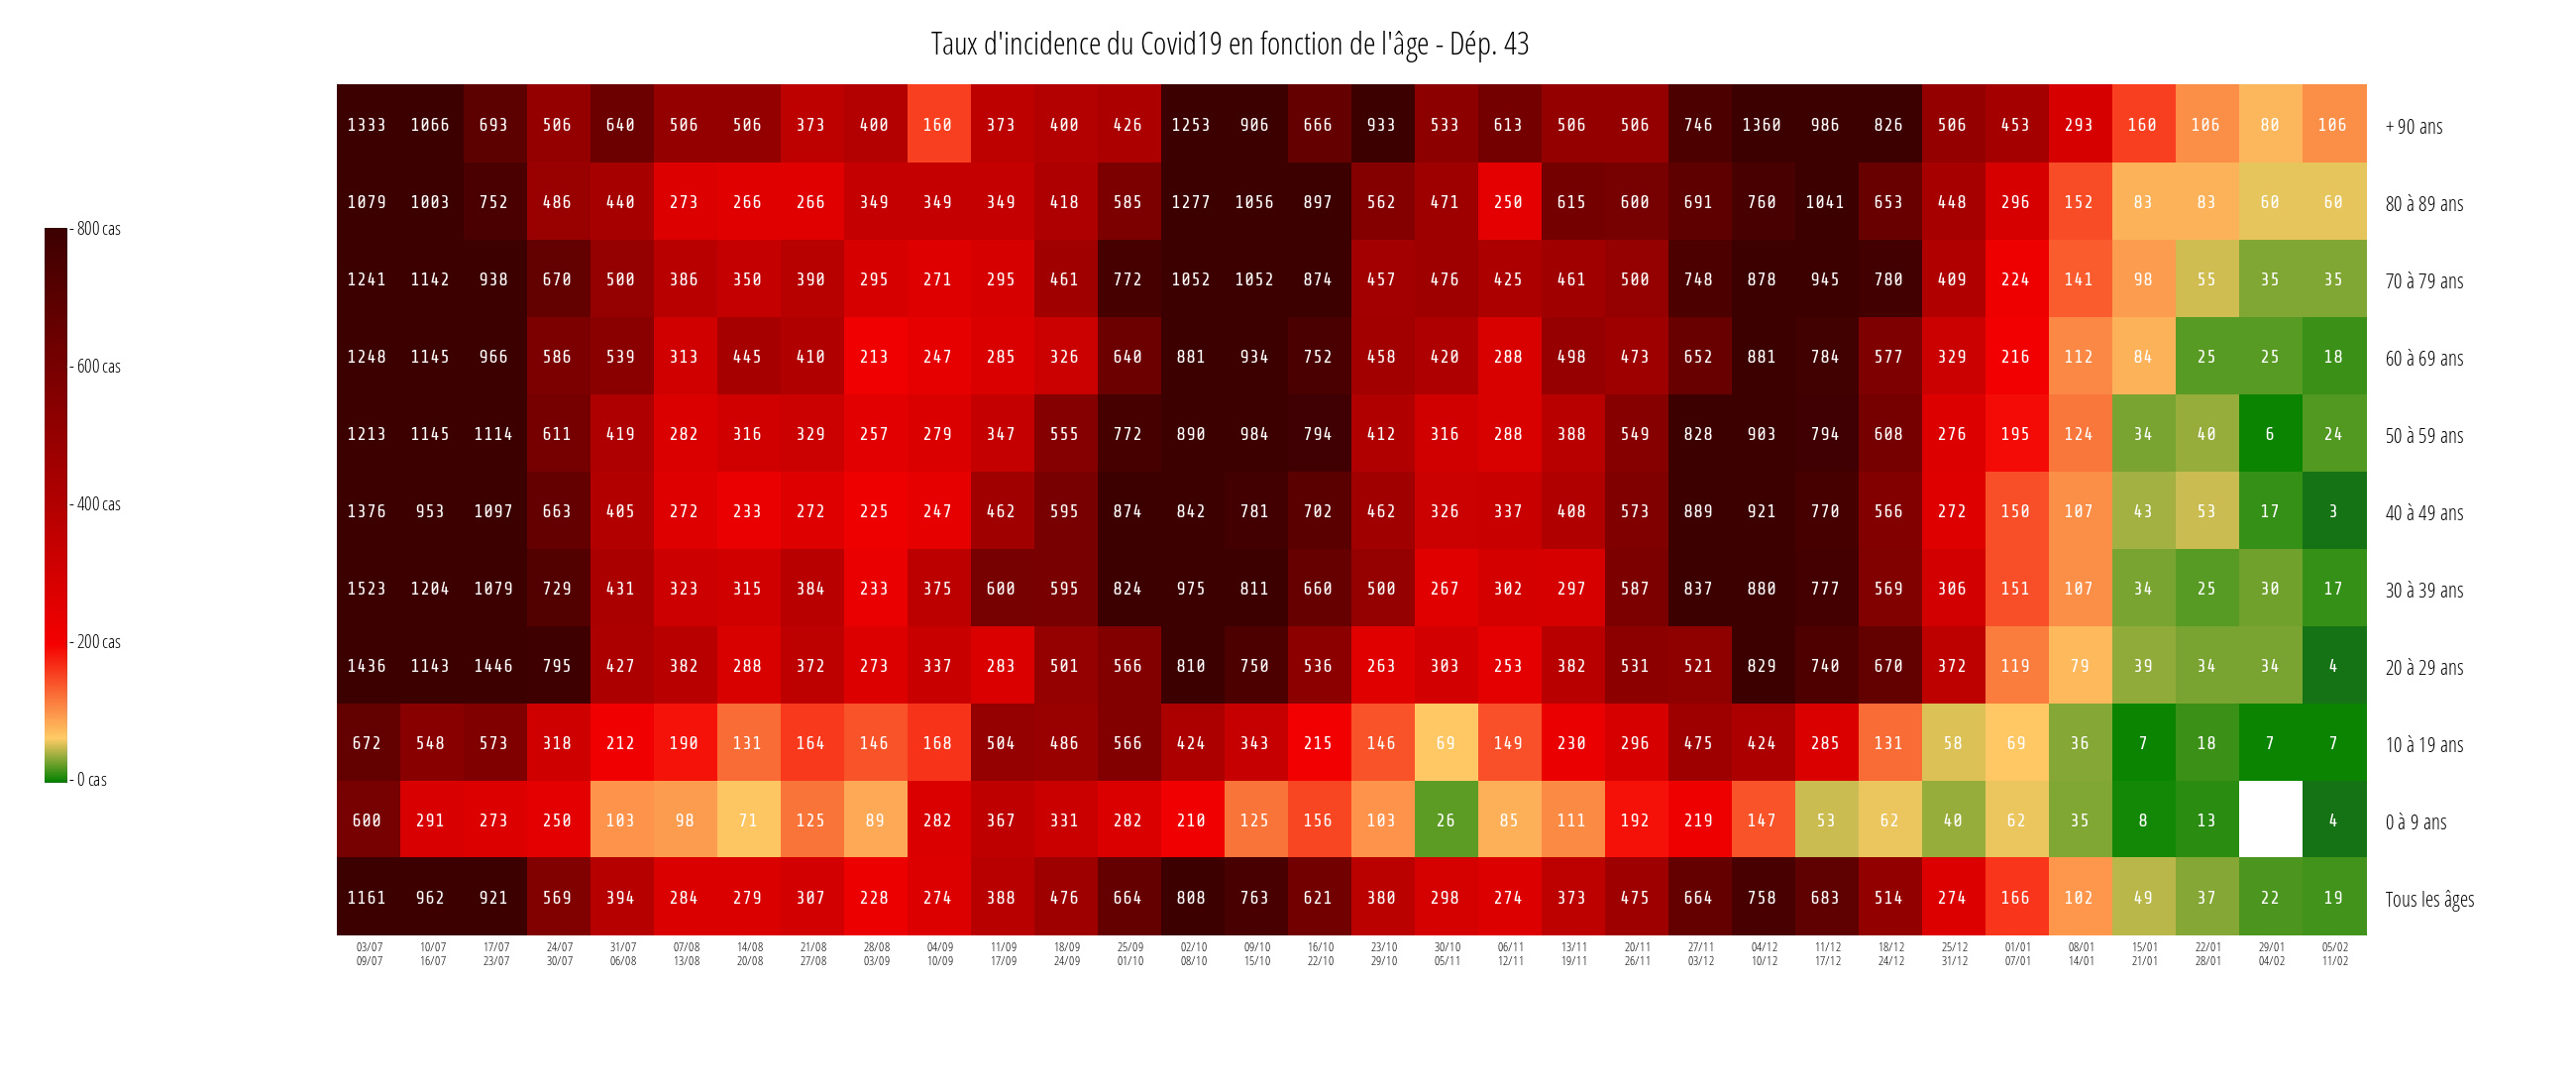 Taux d'incidence du Covid19 en fonction de l'âge - Dép. 43
1333 1066 693 506 640 506 506 373 400 160 373 400 426 1253 906 666 933 533 613 506 506 746 1360 986 826 506 453 293 160 106 80 106 + 90 ans
1079 1003 752 486 440 273 266 266 349 349 349 418 585 1277 1056 897 562 471 250 615 600 691 760 1041 653 448 296 152 83 83 60 60 80 à 89 ans
1241 1142 938 670 500 386 350 390 295 271 295 461 772 1052 1052 874 457 476 425 461 500 748 878 945 780 409 224 141 98 55 35 35 70 à 79 ans
1248 1145 966 586 539 313 445 410 213 247 285 326 640 881 934 752 458 420 288 498 473 652 881 784 577 329 216 112 84 25 25 18 60 à 69 ans
1213 1145 1114 611 419 282 316 329 257 279 347 555 772 890 984 794 412 316 288 388 549 828 903 794 608 276 195 124 34 40 6 24 50 à 59 ans
1376 953 1097 663 405 272 233 272 225 247 462 595 874 842 781 702 462 326 337 408 573 889 921 770 566 272 150 107 43 53 17 3 40 à 49 ans
1523 1204 1079 729 431 323 315 384 233 375 600 595 824 975 811 660 500 267 302 297 587 837 880 777 569 306 151 107 34 25 30 17 30 à 39 ans
1436 1143 1446 795 427 382 288 372 273 337 283 501 566 810 750 536 263 303 253 382 531 521 829 740 670 372 119 79 39 34 34 4 20 à 29 ans
672 548 573 318 212 190 131 164 146 168 504 486 566 424 343 215 146 69 149 230 296 475 424 285 131 58 69 36 7 18 7 7 10 à 19 ans
600 291 273 250 103 98 71 125 89 282 367 331 282 210 125 156 103 26 85 111 192 219 147 53 62 40 62 35 8 13 4 0 à 9 ans
1161 962 921 569 394 284 279 307 228 274 388 476 664 808 763 621 380 298 274 373 475 664 758 683 514 274 166 102 49 37 22 19 Tous les âges
03/07 10/07 17/07 24/07 31/07 07/08 14/08 21/08 28/08 04/09 11/09 18/09 25/09 02/10 09/10 16/10 23/10 30/10 06/11 13/11 20/11 27/11 04/12 11/12 18/12 25/12 01/01 08/01 15/01 22/01 29/01 05/02
09/07 16/07 23/07 30/07 06/08 13/08 20/08 27/08 03/09 10/09 17/09 24/09 01/10 08/10 15/10 22/10 29/10 05/11 12/11 19/11 26/11 03/12 10/12 17/12 24/12 31/12 07/01 14/01 21/01 28/01 04/02 11/02
- 800 cas
- 600 cas
- 400 cas
- 200 cas
- 0 cas